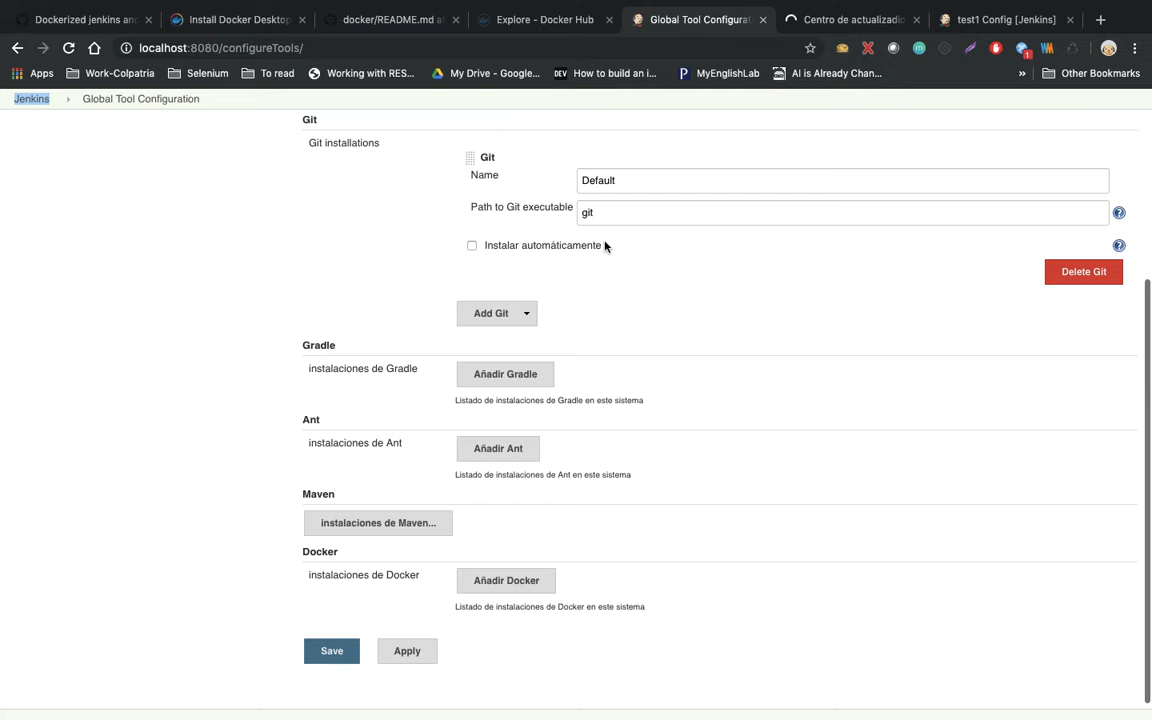 Dockerized jenkins and
Install Docker Desktop
docker/README.md a
Explore - Docker Hub
Global Tool Configurat
Centro de actualizacio
test1 Config [Jenkins]
localhost:8080/configureTools/
Apps
Work-Colpatria
Selenium
To read
Working with RES...
My Drive - Google...
DEV How to build an i...
MyEnglishLab
AI is Already Chan...
»
Other Bookmarks
Jenkins
Global Tool Configuration
Git
Git installations
Git
Name
Default
Path to Git executable
git
Instalar automáticamente
Delete Git
Add Git
Gradle
instalaciones de Gradle
Añadir Gradle
Listado de instalaciones de Gradle en este sistema
Ant
instalaciones de Ant
Añadir Ant
Listado de instalaciones de Ant en este sistema
Maven
instalaciones de Maven...
Docker
instalaciones de Docker
Añadir Docker
Listado de instalaciones de Docker en este sistema
Save
Apply